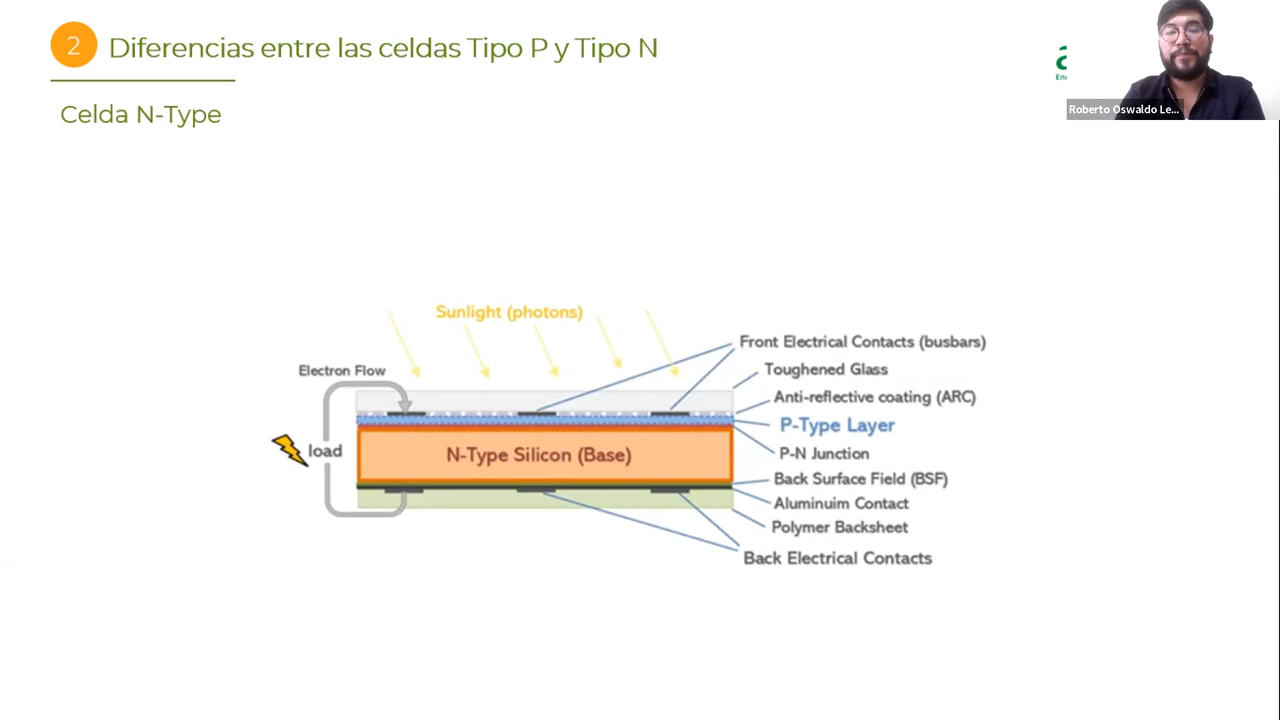 2 Diferencias entre las celdas Tipo P y Tipo N
Celda N-Type
Roberto Oswaldo Le...
Sunlight (photons)
Electron Flow
load
N-Type Silicon (Base)
Front Electrical Contacts (busbars)
Toughened Glass
Anti-reflective coating (ARC)
P-Type Layer
P-N Junction
Back Surface Field (BSF)
Aluminuim Contact
Polymer Backsheet
Back Electrical Contacts